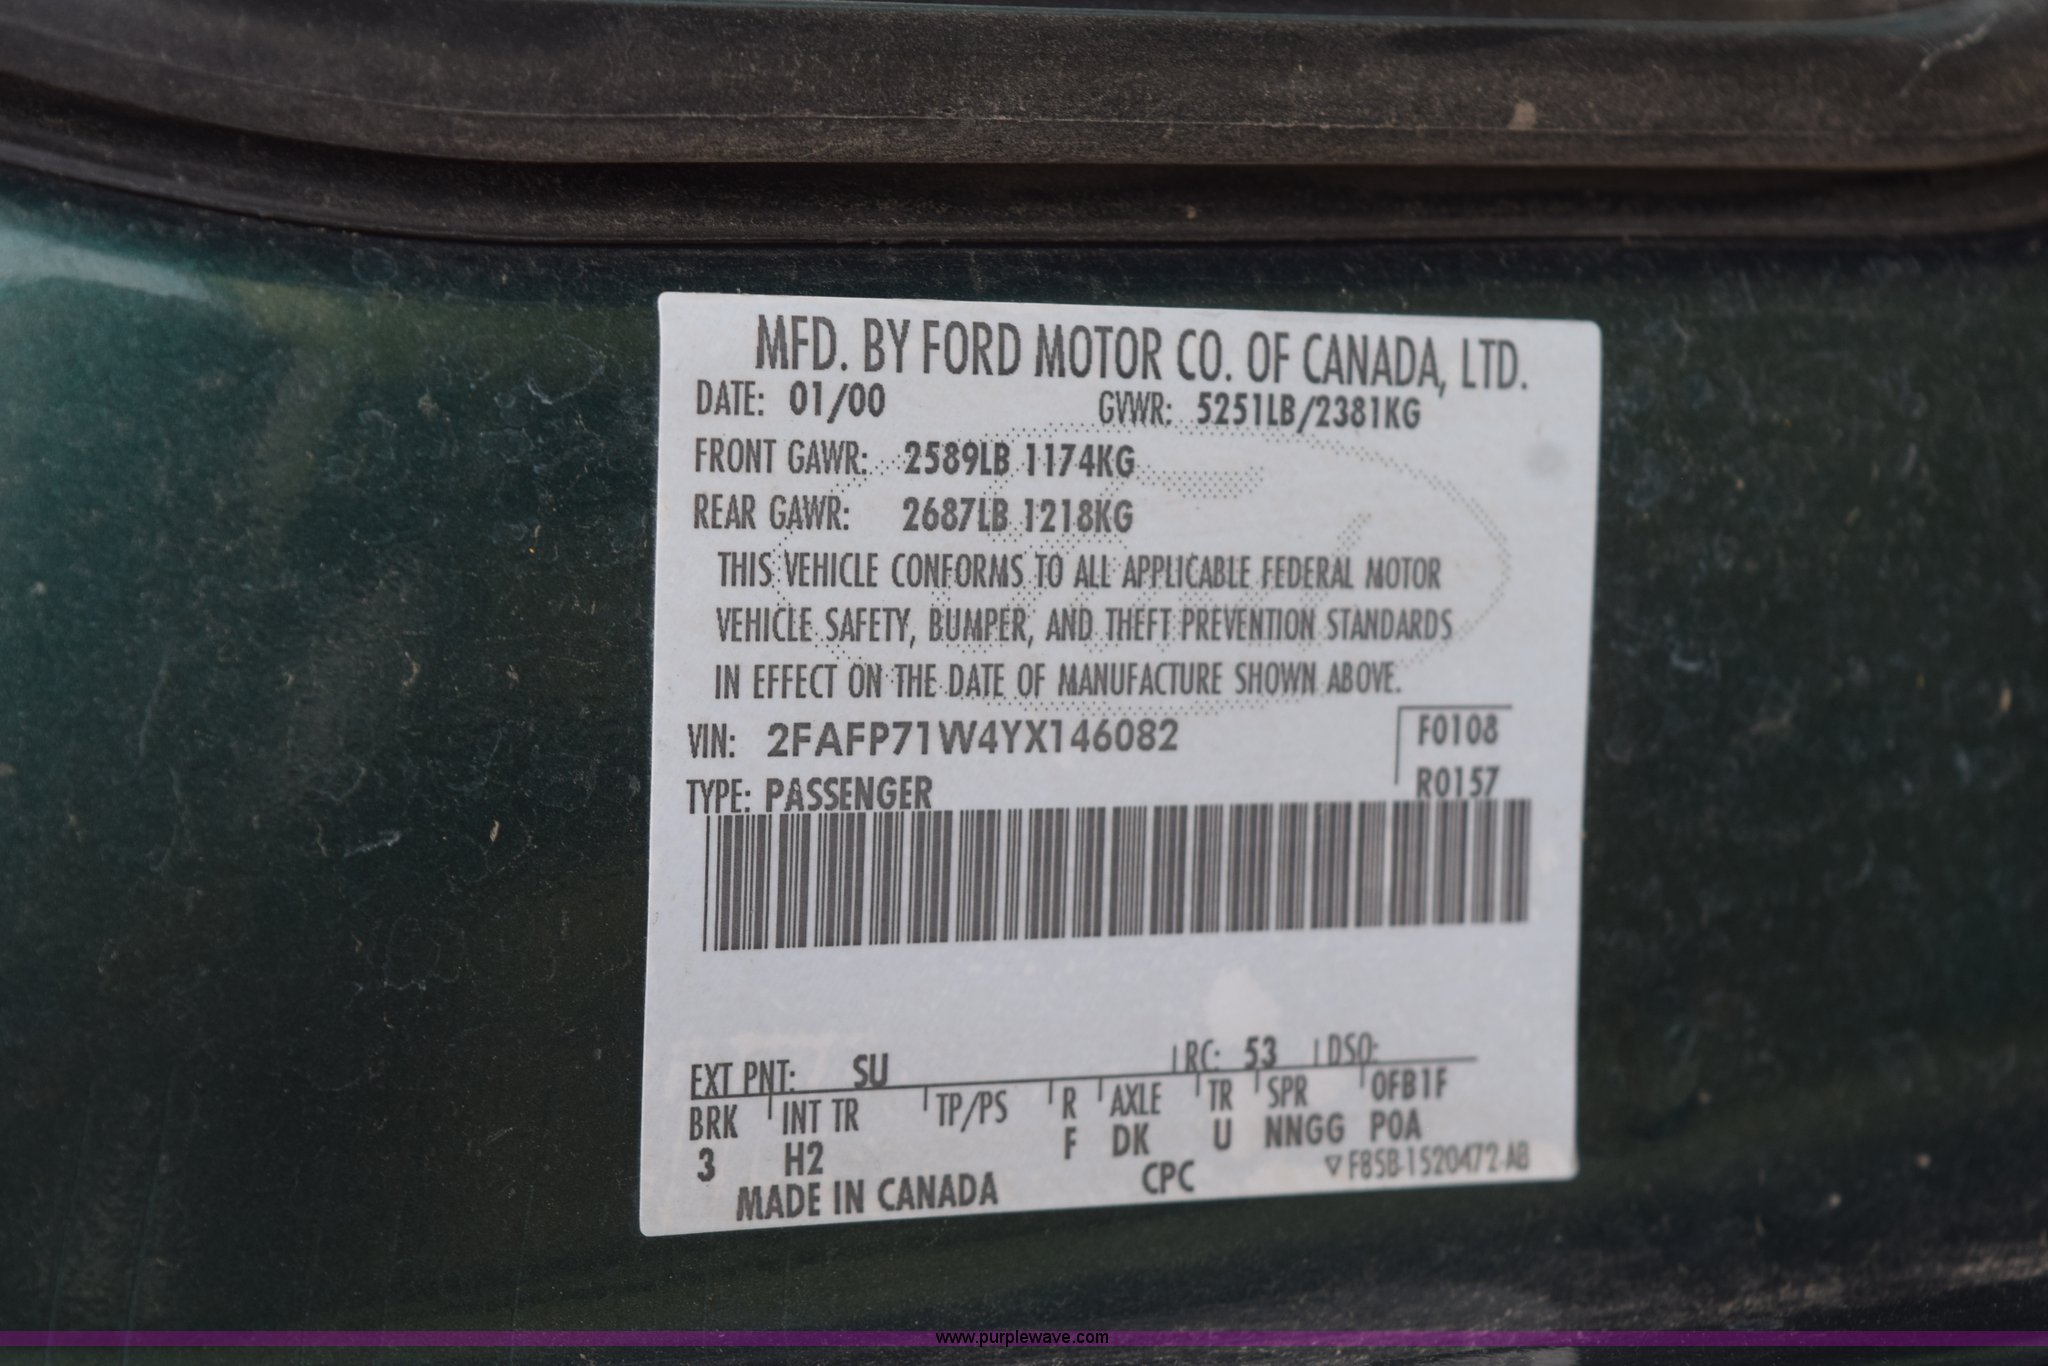 MFD. BY FORD MOTOR CO. OF CANADA, LTD.
DATE: 01/00 GVWR: 5251LB/2381KG
FRONT GAWR: 2589LB 1174KG
REAR GAWR: 2687LB 1218KG
THIS VEHICLE CONFORMS TO ALL APPLICABLE FEDERAL MOTOR
VEHICLE SAFETY, BUMPER, AND THEFT PREVENTION STANDARDS
IN EFFECT ON THE DATE OF MANUFACTURE SHOWN ABOVE.
VIN: 2FAFP71W4YX146082 F0108
TYPE: PASSENGER R0157
EXT PNT: SU RC: 53 DSO:
BRK INT TR TP/PS R AXLE TR SPR 0FB1F
3 H2 F DK U NNGG P0A
MADE IN CANADA CPC ▽F85B-1520472-AB
www.purplewave.com